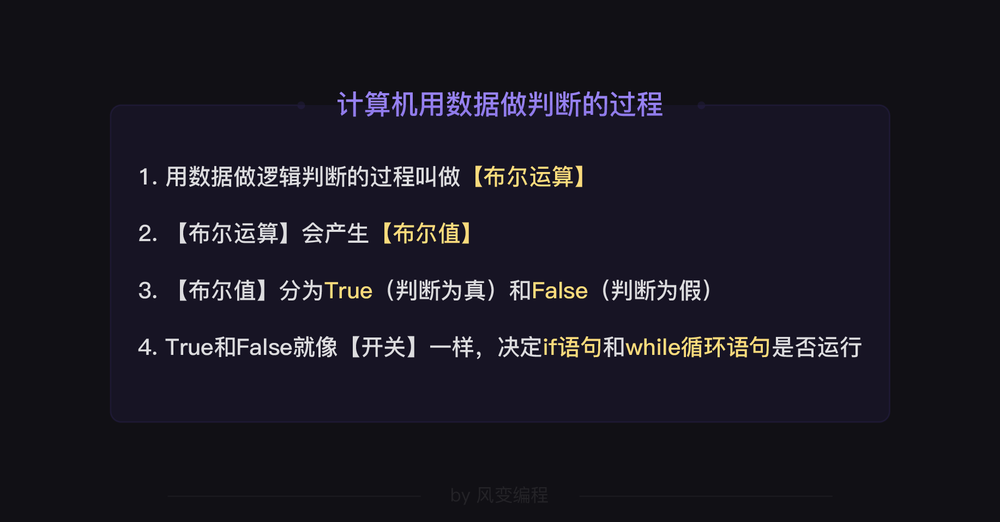 计算机用数据做判断的过程
1. 用数据做逻辑判断的过程叫做【布尔运算】
2. 【布尔运算】会产生【布尔值】
3. 【布尔值】分为True（判断为真）和False（判断为假）
4. True和False就像【开关】一样，决定if语句和while循环语句是否运行
by 风变编程